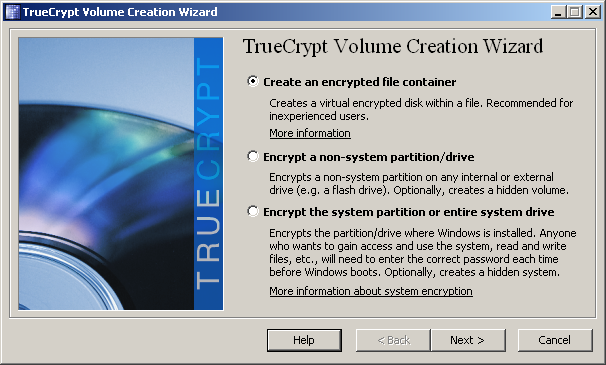 TrueCrypt Volume Creation Wizard
TRUECRYPT
TrueCrypt Volume Creation Wizard
Create an encrypted file container
Creates a virtual encrypted disk within a file. Recommended for
inexperienced users.
More information
Encrypt a non-system partition/drive
Encrypts a non-system partition on any internal or external
drive (e.g. a flash drive). Optionally, creates a hidden volume.
Encrypt the system partition or entire system drive
Encrypts the partition/drive where Windows is installed. Anyone
who wants to gain access and use the system, read and write
files, etc., will need to enter the correct password each time
before Windows boots. Optionally, creates a hidden system.
More information about system encryption
Help
< Back
Next >
Cancel